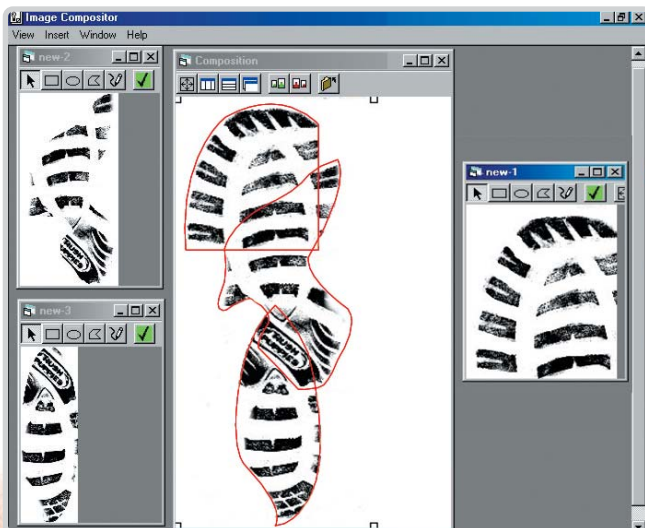 Image Compositor
View Insert Window Help
new-2
Composition
new-1
new-3